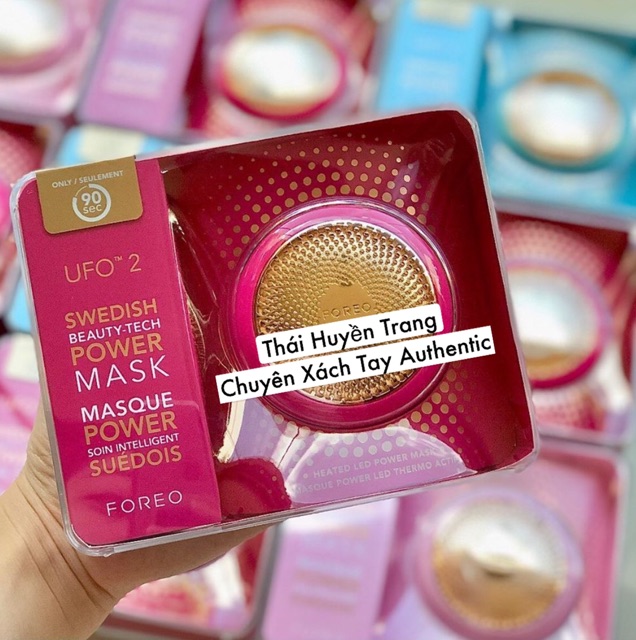 ONLY / SEULEMENT
90
sec
UFO™ 2
SWEDISH
BEAUTY-TECH
POWER
MASK
MASQUE
POWER
SOIN INTELLIGENT
SUÉDOIS
FOREO
FOREO
Thái Huyền Trang
Chuyên Xách Tay Authentic
HEATED LED POWER MASK
MASQUE POWER LED THERMO